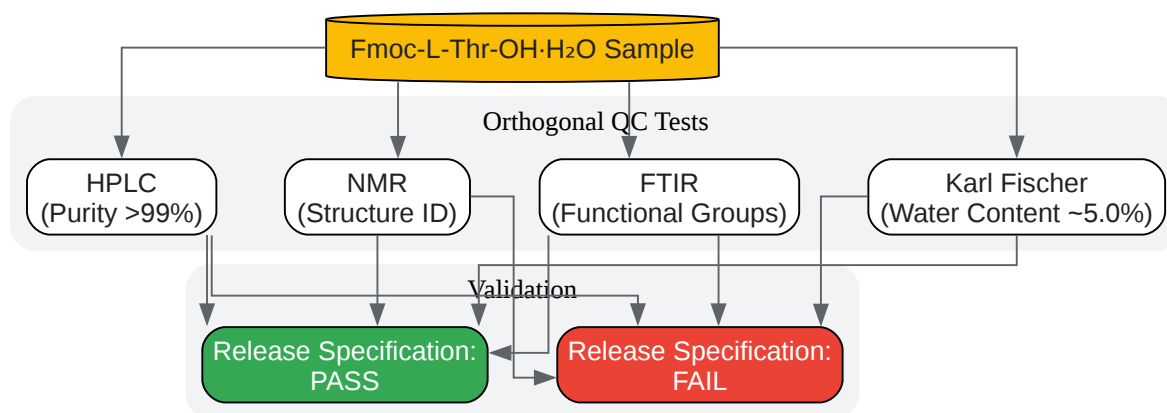 Fmoc-L-Thr-OH·H₂O Sample
Orthogonal QC Tests
HPLC
(Purity >99%)
NMR
(Structure ID)
FTIR
(Functional Groups)
Karl Fischer
(Water Content ~5.0%)
Validation
Release Specification:
PASS
Release Specification:
FAIL